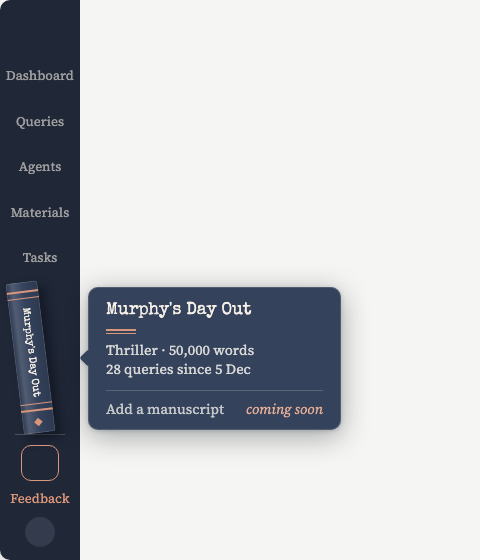 Dashboard
Queries
Agents
Materials
Tasks
Murphy's Day Out
Murphy's Day Out
Thriller · 50,000 words
28 queries since 5 Dec
Add a manuscript coming soon
Feedback